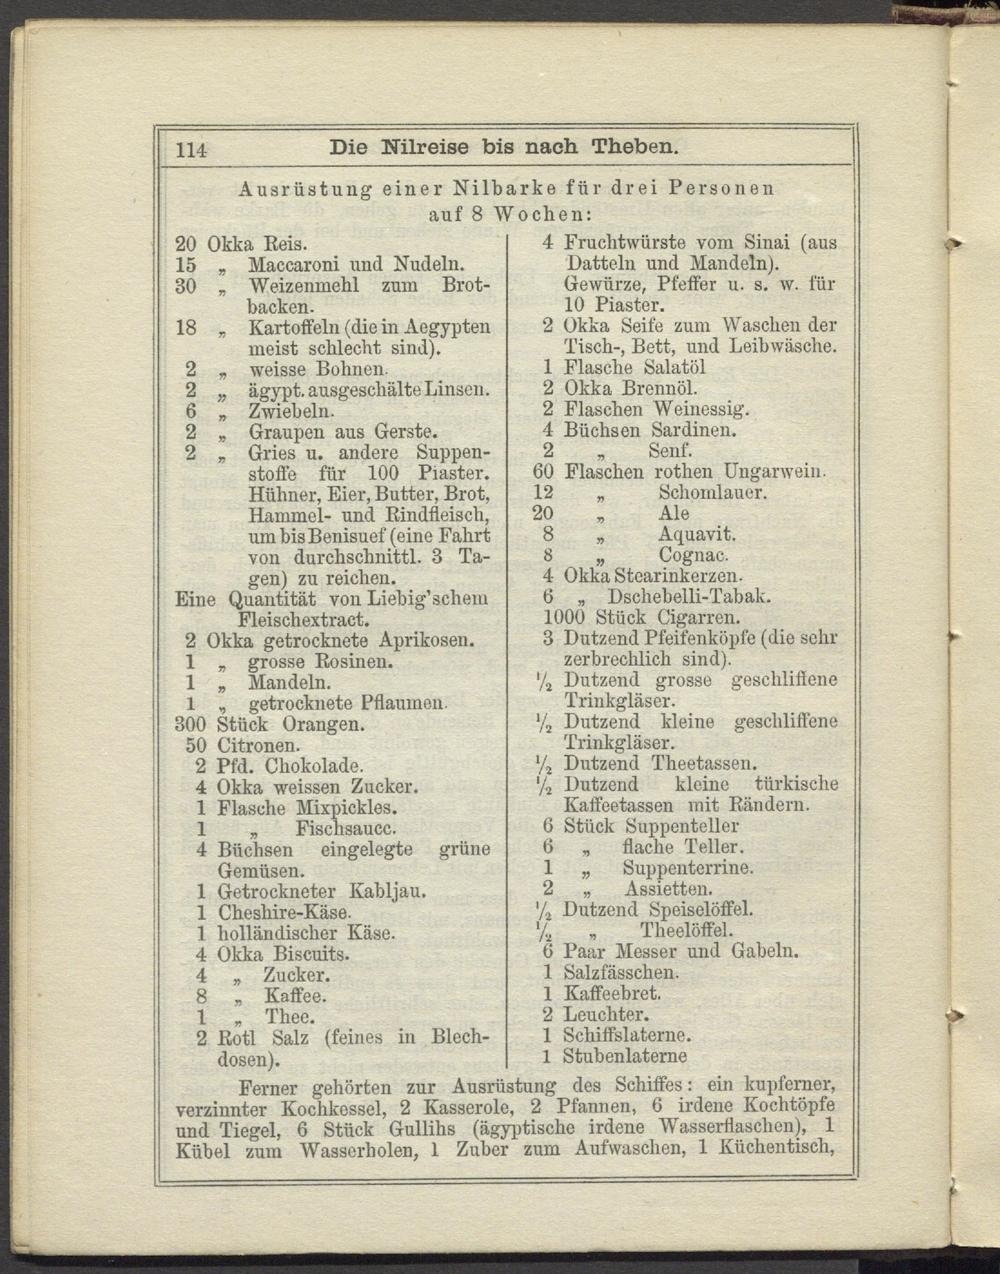 114
Die Nilreise bis nach Theben.
Ausrüstung einer Nilbarke für drei Personen
auf 8 Wochen:
20 Okka Reis.
15 „ Maccaroni und Nudeln.
30 „ Weizenmehl zum Brot-
backen.
18 „ Kartoffeln (die in Aegypten
meist schlecht sind).
2 „ weisse Bohnen.
2 „ ägypt. ausgeschälte Linsen.
6 „ Zwiebeln.
2 „ Graupen aus Gerste.
2 „ Gries u. andere Suppen-
stoffe für 100 Piaster.
Hühner, Eier, Butter, Brot,
Hammel- und Rindfleisch,
um bis Benisuef (eine Fahrt
von durchschnittl. 3 Ta-
gen) zu reichen.
Eine Quantität von Liebig'schem
Fleischextract.
2 Okka getrocknete Aprikosen.
1 „ grosse Rosinen.
1 „ Mandeln.
1 „ getrocknete Pflaumen.
300 Stück Orangen.
50 Citronen.
2 Pfd. Chokolade.
4 Okka weissen Zucker.
1 Flasche Mixpickles.
1 „ Fischsauce.
4 Büchsen eingelegte grüne
Gemüsen.
1 Getrockneter Kabljau.
1 Cheshire-Käse.
1 holländischer Käse.
4 Okka Biscuits.
4 „ Zucker.
8 „ Kaffee.
1 „ Thee.
2 Rotl Salz (feines in Blech-
dosen).
4 Fruchtwürste vom Sinai (aus
Datteln und Mandeln).
Gewürze, Pfeffer u. s. w. für
10 Piaster.
2 Okka Seife zum Waschen der
Tisch-, Bett, und Leibwäsche.
1 Flasche Salatöl
2 Okka Brennöl.
2 Flaschen Weinessig.
4 Büchsen Sardinen.
2 „ Senf.
60 Flaschen rothen Ungarwein.
12 „ Schomlauer.
20 „ Ale
8 „ Aquavit.
8 „ Cognac.
4 Okka Stearinkerzen.
6 „ Dschebelli-Tabak.
1000 Stück Cigarren.
3 Dutzend Pfeifenköpfe (die sehr
zerbrechlich sind).
½ Dutzend grosse geschliffene
Trinkgläser.
½ Dutzend kleine geschliffene
Trinkgläser.
½ Dutzend Theetassen.
½ Dutzend kleine türkische
Kaffeetassen mit Rändern.
6 Stück Suppenteller
6 „ flache Teller.
1 „ Suppenterrine.
2 „ Assietten.
½ Dutzend Speiselöffel.
½ „ Theelöffel.
6 Paar Messer und Gabeln.
1 Salzfässchen.
1 Kaffeebret.
2 Leuchter.
1 Schiffslaterne.
1 Stubenlaterne
Ferner gehörten zur Ausrüstung des Schiffes: ein kupferner,
verzinnter Kochkessel, 2 Kasserole, 2 Pfannen, 6 irdene Kochtöpfe
und Tiegel, 6 Stück Gullihs (ägyptische irdene Wasserflaschen), 1
Kübel zum Wasserholen, 1 Zuber zum Aufwaschen, 1 Küchentisch,